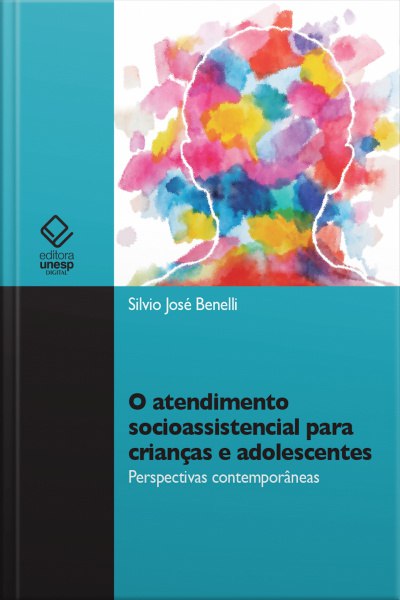 editora
unesp
DIGITAL
Silvio José Benelli
O atendimento
socioassistencial para
crianças e adolescentes
Perspectivas contemporâneas